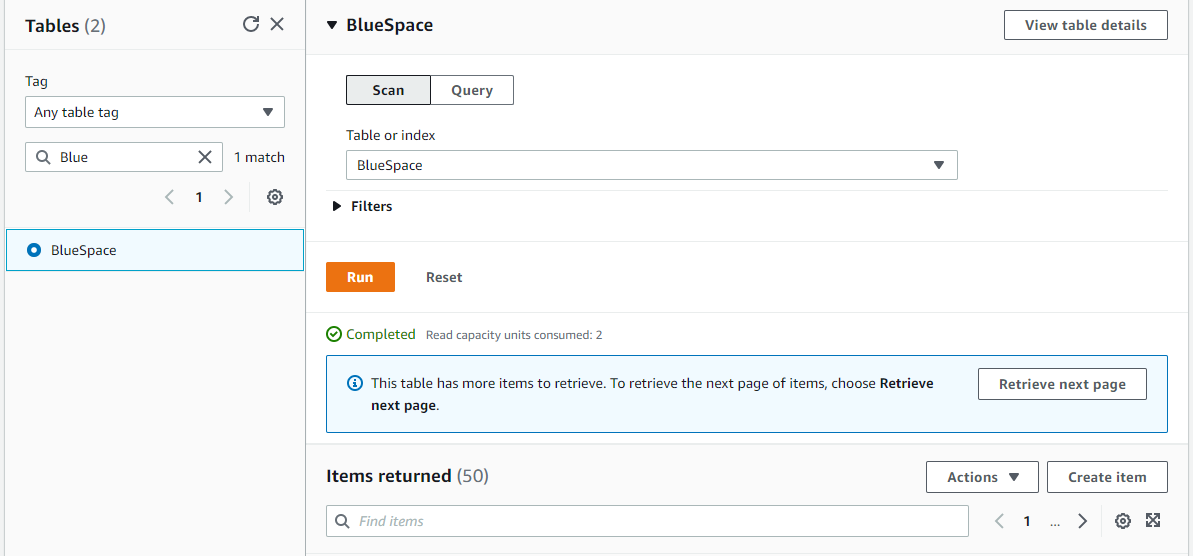 Tables (2)
Tag
Any table tag
Blue
1 match
1
BlueSpace
BlueSpace
View table details
Scan
Query
Table or index
BlueSpace
Filters
Run
Reset
Completed
Read capacity units consumed: 2
This table has more items to retrieve. To retrieve the next page of items, choose Retrieve
next page.
Retrieve next page
Items returned (50)
Actions
Create item
Find items
1
...